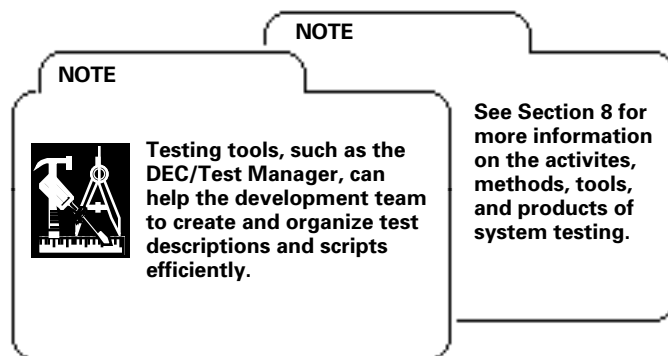 NOTE
Testing tools, such as the
DEC/Test Manager, can
help the development team
to create and organize test
descriptions and scripts
efficiently.
NOTE
See Section 8 for
more information
on the activites,
methods, tools,
and products of
system testing.